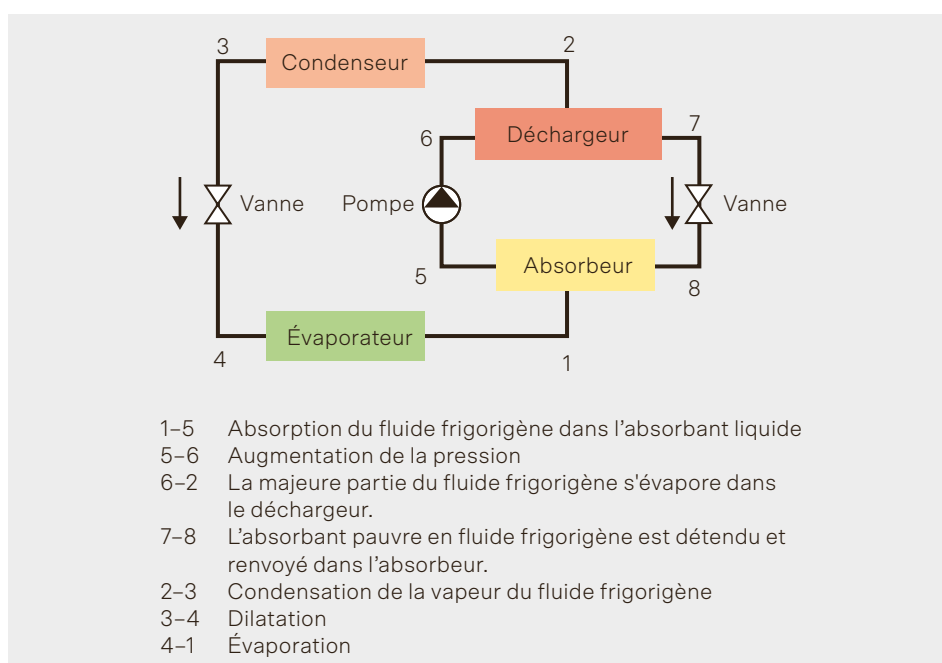 3
2
Condenseur
6
Déchargeur
7
Vanne
Pompe
Vanne
5
Absorbeur
8
4
Évaporateur
1
1–5 Absorption du fluide frigorigène dans l’absorbant liquide
5–6 Augmentation de la pression
6–2 La majeure partie du fluide frigorigène s'évapore dans
le déchargeur.
7–8 L’absorbant pauvre en fluide frigorigène est détendu et
renvoyé dans l’absorbeur.
2–3 Condensation de la vapeur du fluide frigorigène
3–4 Dilatation
4–1 Évaporation